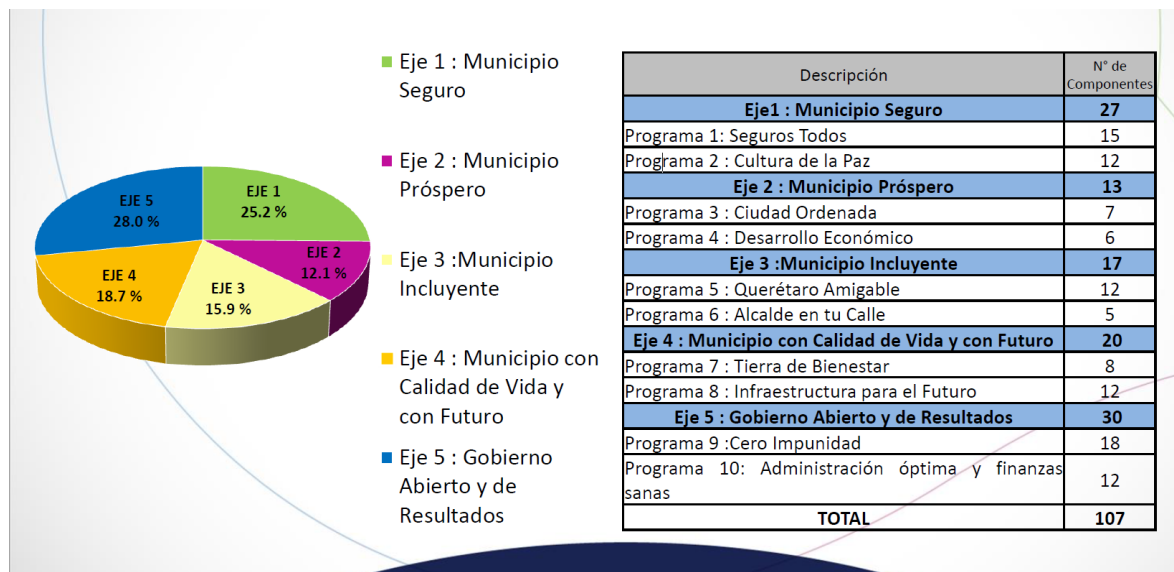 EJE 1
25.2 %
EJE 2
12.1 %
EJE 3
15.9 %
EJE 4
18.7 %
EJE 5
28.0 %
Eje 1 : Municipio
Seguro
Eje 2 : Municipio
Próspero
Eje 3 :Municipio
Incluyente
Eje 4 : Municipio con
Calidad de Vida y
con Futuro
Eje 5 : Gobierno
Abierto y de
Resultados
Descripción N° de
Componentes
Eje1 : Municipio Seguro 27
Programa 1: Seguros Todos 15
Programa 2 : Cultura de la Paz 12
Eje 2 : Municipio Próspero 13
Programa 3 : Ciudad Ordenada 7
Programa 4 : Desarrollo Económico 6
Eje 3 :Municipio Incluyente 17
Programa 5 : Querétaro Amigable 12
Programa 6 : Alcalde en tu Calle 5
Eje 4 : Municipio con Calidad de Vida y con Futuro 20
Programa 7 : Tierra de Bienestar 8
Programa 8 : Infraestructura para el Futuro 12
Eje 5 : Gobierno Abierto y de Resultados 30
Programa 9 :Cero Impunidad 18
Programa 10: Administración óptima y finanzas
sanas 12
TOTAL 107